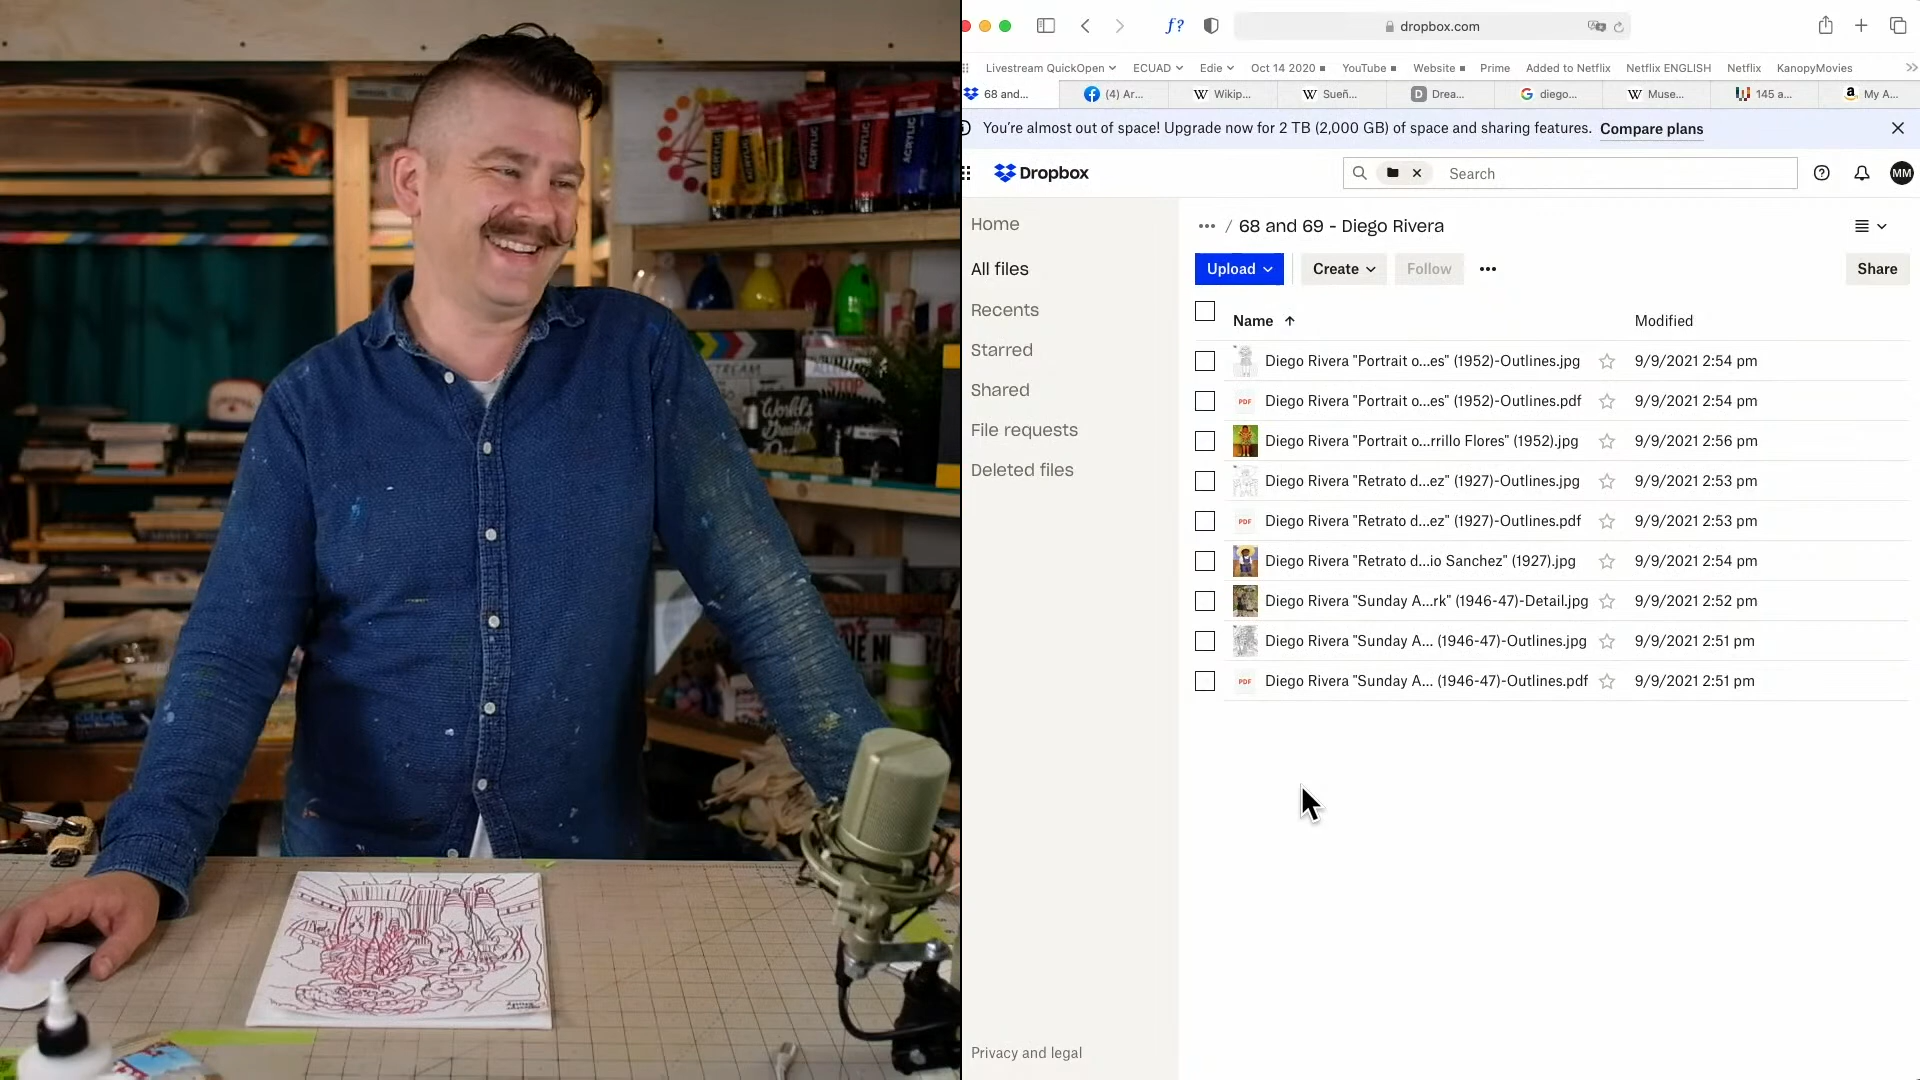 ACRYLIC
ACRYLIC
ACRYLIC
ACRYLIC
STOP
World's
Greatest
dropbox.com
Livestream QuickOpen
ECUAD
Edie
Oct 14 2020
YouTube
Website
Prime
Added to Netflix
Netflix ENGLISH
Netflix
KanopyMovies
68 and...
(4) Ar...
Wikip...
Sueñ...
Drea...
diego...
Muse...
145 a...
My A...
You're almost out of space! Upgrade now for 2 TB (2,000 GB) of space and sharing features. Compare plans
Dropbox
Search
MM
Home
All files
Recents
Starred
Shared
File requests
Deleted files
... / 68 and 69 - Diego Rivera
Upload
Create
Follow
Share
Name
Modified
Diego Rivera "Portrait o...es" (1952)-Outlines.jpg 9/9/2021 2:54 pm
PDF Diego Rivera "Portrait o...es" (1952)-Outlines.pdf 9/9/2021 2:54 pm
Diego Rivera "Portrait o...rrillo Flores" (1952).jpg 9/9/2021 2:56 pm
Diego Rivera "Retrato d...ez" (1927)-Outlines.jpg 9/9/2021 2:53 pm
PDF Diego Rivera "Retrato d...ez" (1927)-Outlines.pdf 9/9/2021 2:53 pm
Diego Rivera "Retrato d...io Sanchez" (1927).jpg 9/9/2021 2:54 pm
Diego Rivera "Sunday A...rk" (1946-47)-Detail.jpg 9/9/2021 2:52 pm
Diego Rivera "Sunday A... (1946-47)-Outlines.jpg 9/9/2021 2:51 pm
PDF Diego Rivera "Sunday A... (1946-47)-Outlines.pdf 9/9/2021 2:51 pm
Privacy and legal